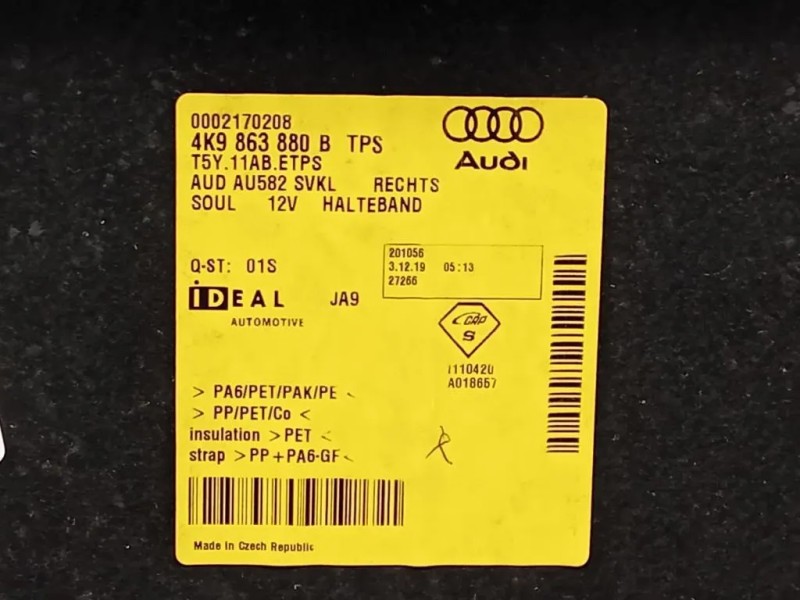 0002170208
4K9 863 880 B TPS
T5Y.11AB.ETPS
AUD AU582 SVKL RECHTS
SOUL 12V HALTEBAND
Audi
Q-ST: 01S
201056
3.12.19 05:13
27266
iDEAL JA9
AUTOMOTIVE
S
1110420
A018657
> PA6/PET/PAK/PE <
> PP/PET/Co <
insulation >PET <
strap >PP+PA6-GF<
Made in Czech Republic